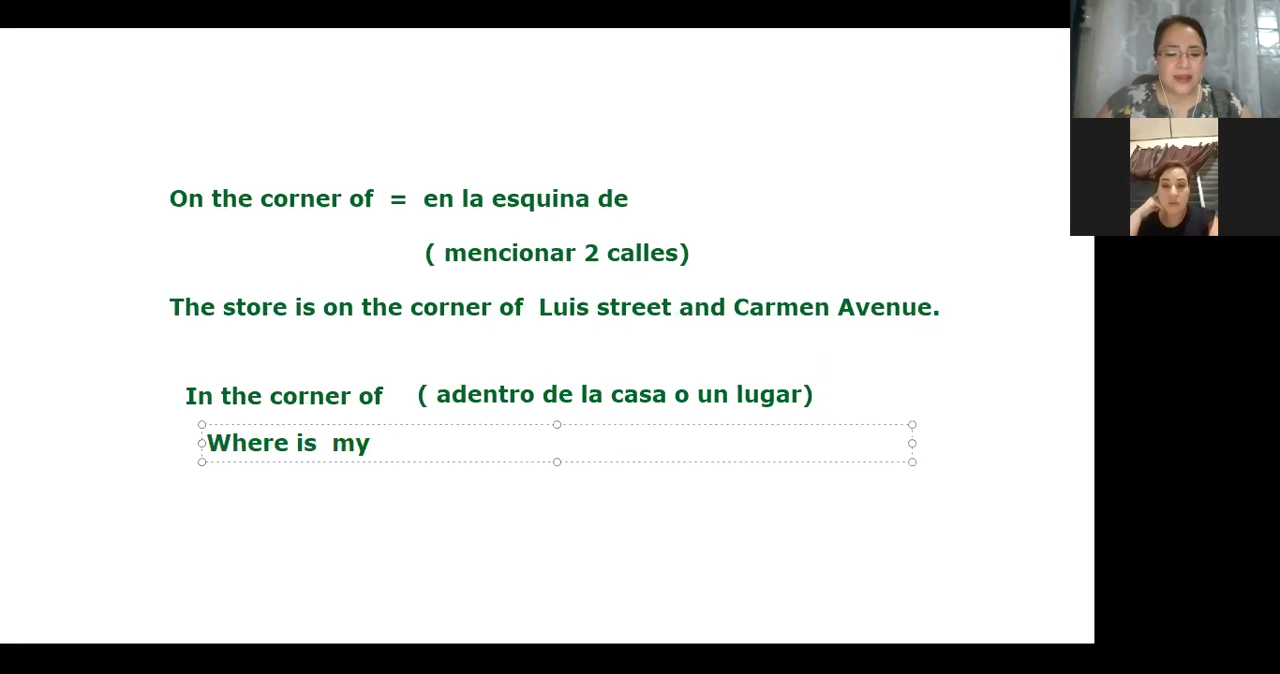 On the corner of = en la esquina de
( mencionar 2 calles)
The store is on the corner of Luis street and Carmen Avenue.
In the corner of ( adentro de la casa o un lugar)
Where is my